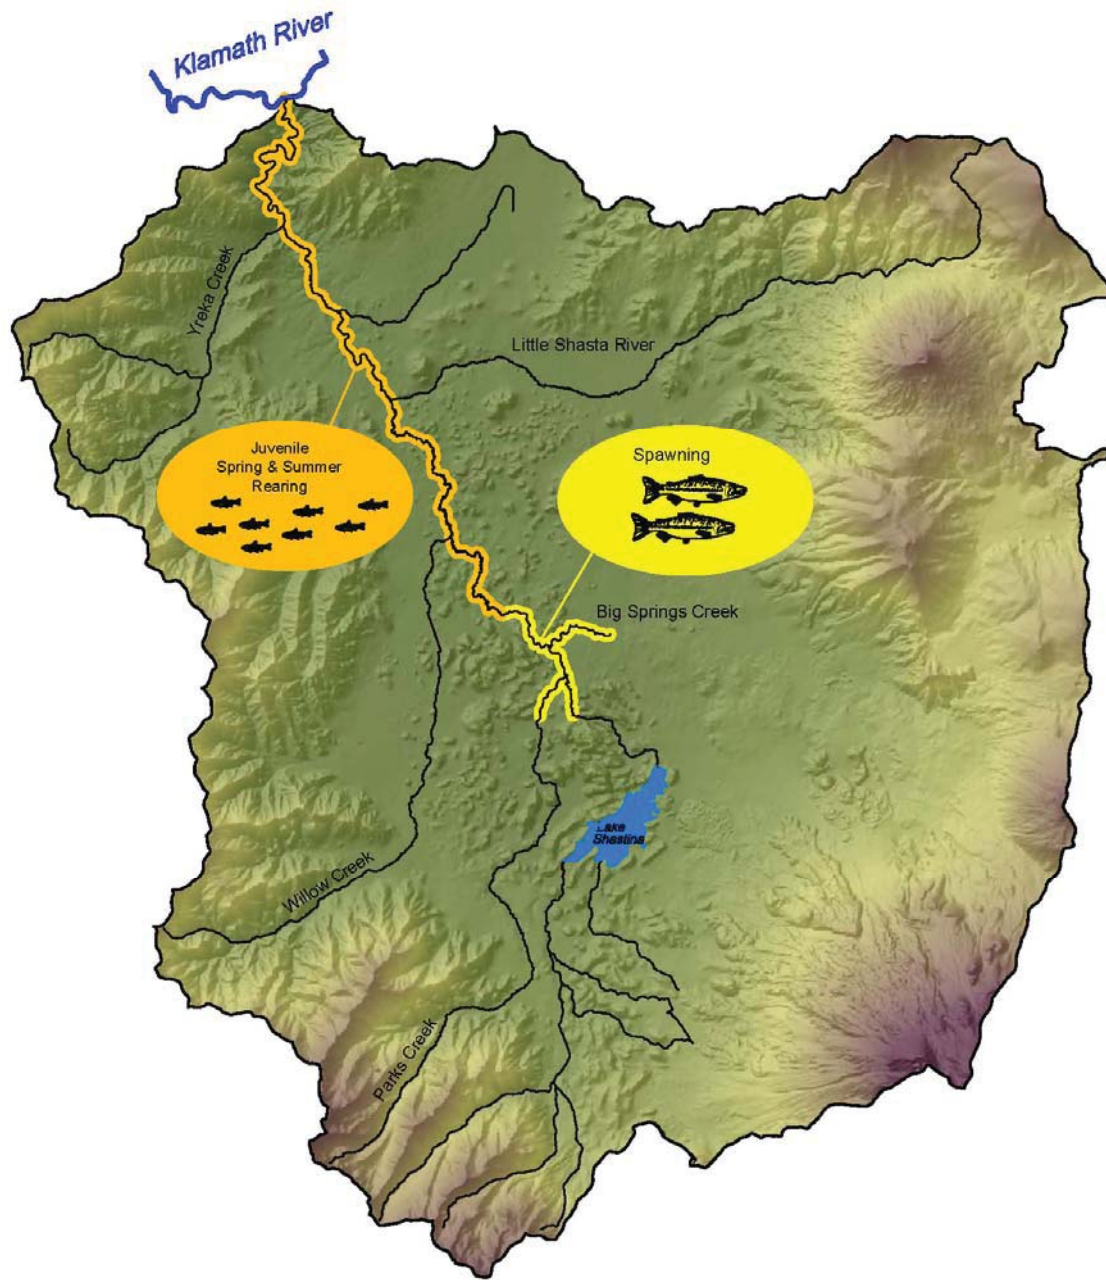 Klamath River
Yreka Creek
Little Shasta River
Juvenile
Spring & Summer
Rearing
Spawning
Big Springs Creek
Lake
Shastina
Willow Creek
Parks Creek